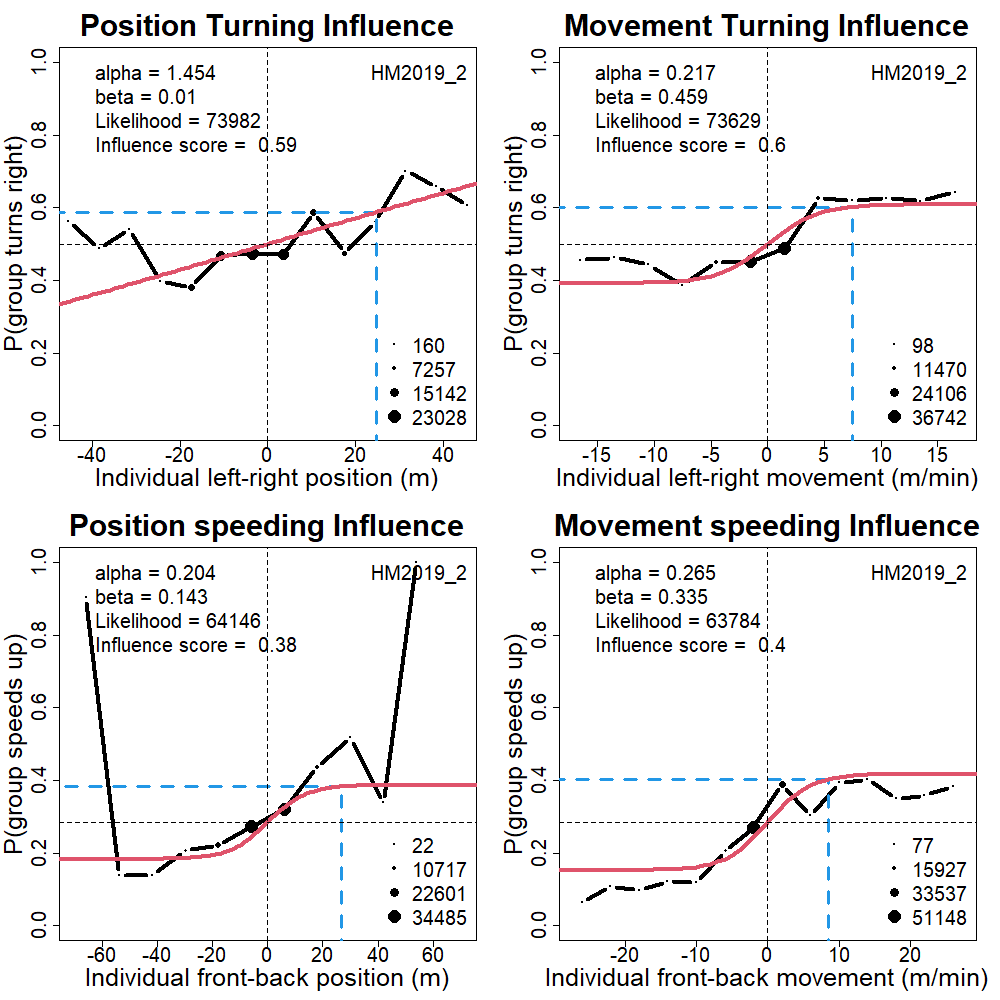 Position Turning Influence
alpha = 1.454
HM2019_2
beta = 0.01
Likelihood = 73982
Influence score = 0.59
P(group turns right)
0.0 0.2 0.4 0.6 0.8 1.0
160
7257
15142
23028
-40 -20 0 20 40
Individual left-right position (m)
Movement Turning Influence
alpha = 0.217
HM2019_2
beta = 0.459
Likelihood = 73629
Influence score = 0.6
P(group turns right)
0.0 0.2 0.4 0.6 0.8 1.0
98
11470
24106
36742
-15 -10 -5 0 5 10 15
Individual left-right movement (m/min)
Position speeding Influence
alpha = 0.204
HM2019_2
beta = 0.143
Likelihood = 64146
Influence score = 0.38
P(group speeds up)
0.0 0.2 0.4 0.6 0.8 1.0
22
10717
22601
34485
-60 -40 -20 0 20 40 60
Individual front-back position (m)
Movement speeding Influence
alpha = 0.265
HM2019_2
beta = 0.335
Likelihood = 63784
Influence score = 0.4
P(group speeds up)
0.0 0.2 0.4 0.6 0.8 1.0
77
15927
33537
51148
-20 -10 0 10 20
Individual front-back movement (m/min)